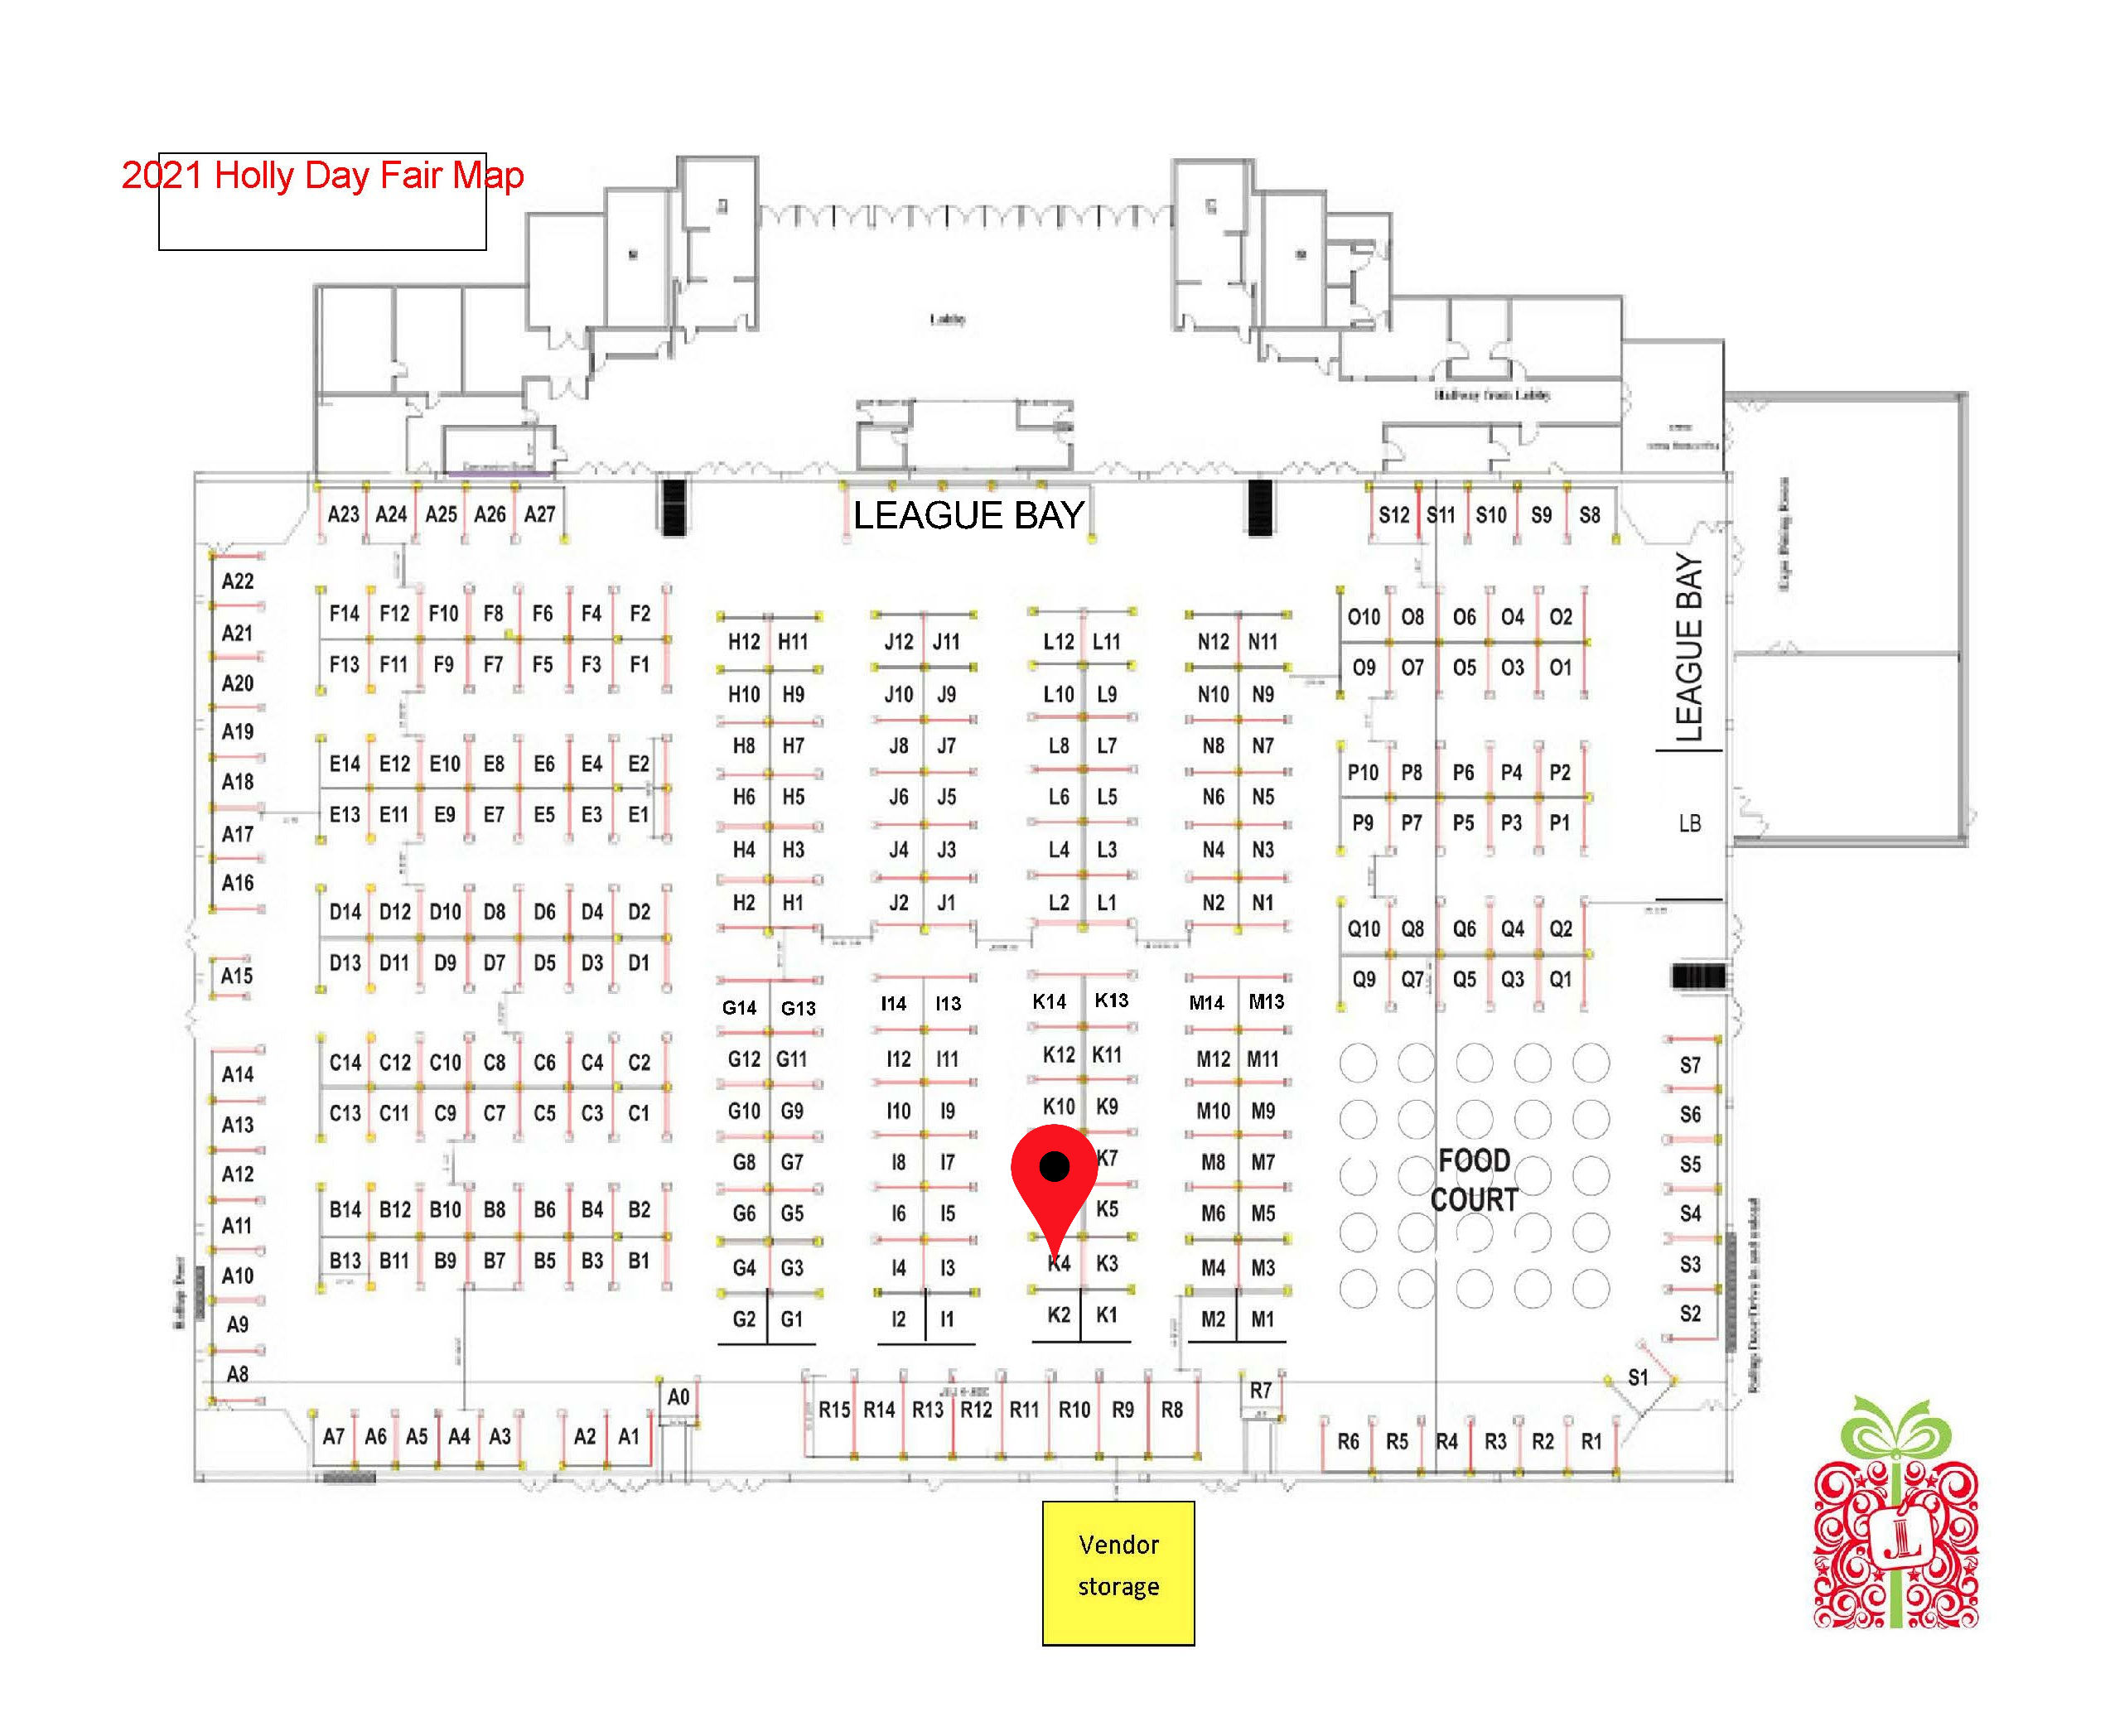 2021 Holly Day Fair Map
Lobby
Hallway from Lobby
LEAGUE BAY
A23 A24 A25 A26 A27
S12 S11 S10 S9 S8
LEAGUE BAY
LB
A22
A21
A20
A19
A18
A17
A16
A15
A14
A13
A12
A11
A10
A9
A8
F14 F12 F10 F8 F6 F4 F2
F13 F11 F9 F7 F5 F3 F1
E14 E12 E10 E8 E6 E4 E2
E13 E11 E9 E7 E5 E3 E1
D14 D12 D10 D8 D6 D4 D2
D13 D11 D9 D7 D5 D3 D1
C14 C12 C10 C8 C6 C4 C2
C13 C11 C9 C7 C5 C3 C1
B14 B12 B10 B8 B6 B4 B2
B13 B11 B9 B7 B5 B3 B1
H12 H11
H10 H9
H8 H7
H6 H5
H4 H3
H2 H1
G14 G13
G12 G11
G10 G9
G8 G7
G6 G5
G4 G3
G2 G1
J12 J11
J10 J9
J8 J7
J6 J5
J4 J3
J2 J1
I14 I13
I12 I11
I10 I9
I8 I7
I6 I5
I4 I3
I2 I1
L12 L11
L10 L9
L8 L7
L6 L5
L4 L3
L2 L1
K14 K13
K12 K11
K10 K9
K7
K5
K4 K3
K2 K1
N12 N11
N10 N9
N8 N7
N6 N5
N4 N3
N2 N1
M14 M13
M12 M11
M10 M9
M8 M7
M6 M5
M4 M3
M2 M1
O10 O8 O6 O4 O2
O9 O7 O5 O3 O1
P10 P8 P6 P4 P2
P9 P7 P5 P3 P1
Q10 Q8 Q6 Q4 Q2
Q9 Q7 Q5 Q3 Q1
FOOD
COURT
S7
S6
S5
S4
S3
S2
S1
A7 A6 A5 A4 A3 A2 A1
A0
R15 R14 R13 R12 R11 R10 R9 R8
R7
R6 R5 R4 R3 R2 R1
Vendor
storage
JL